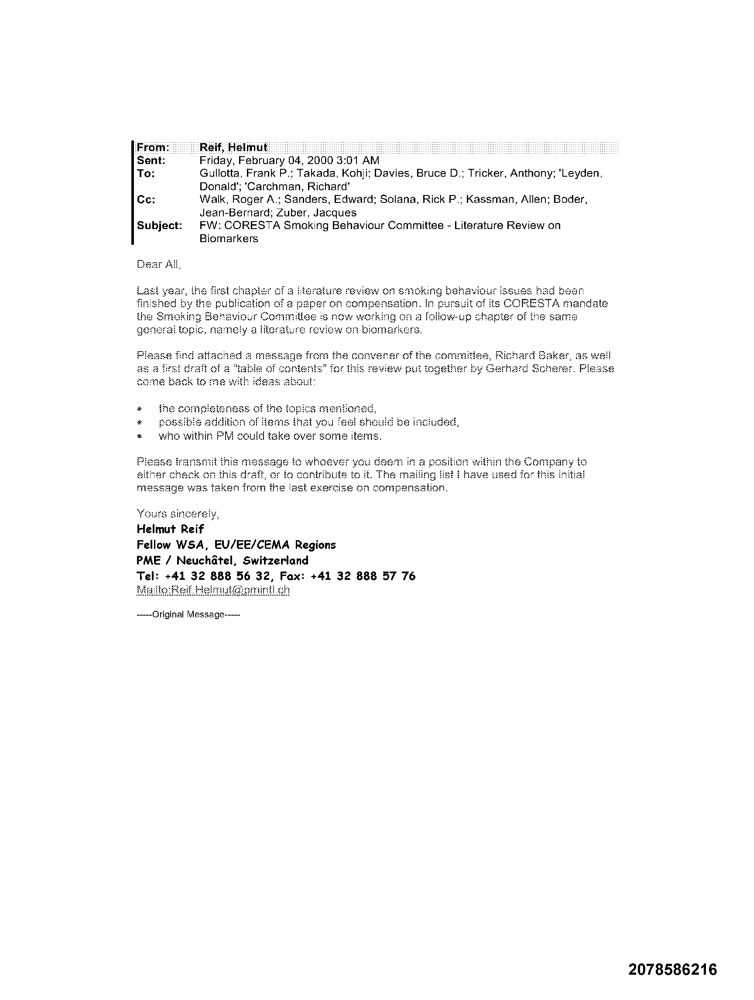 From: Reif, Helmut
Sent: Friday, February 04, 2000 3:01 AM
To: Gullotta, Frank P.; Takada, Kohji; Davies, Bruce D.; Tricker, Anthony; 'Leyden,
Donald'; 'Carchman, Richard'
Cc: Walk, Roger A.; Sanders, Edward; Solana, Rick P.; Kassman, Allen; Boder,
Jean-Bernard; Zuber, Jacques
Subject: FW: CORESTA Smoking Behaviour Committee - Literature Review on
Biomarkers
Dear All,
Last year, the first chapter of a literature review on smoking behaviour issues had been
finished by the publication of a paper on compensation. In pursuit of its CORESTA mandate
the Smoking Behaviour Committee is now working on a follow-up chapter of the same
general topic, namely a literature review on biomarkers.
Please find attached a message from the convener of the committee, Richard Baker, as well
as a first draft of a "table of contents" for this review put together by Gerhard Scherer. Please
come back to me with ideas about:
• the completeness of the topics mentioned,
• possible addition of items that you feel should be included,
• who within PM could take over some items.
Please transmit this message to whoever you deem in a position within the Company to
either check on this draft, or to contribute to it. The mailing list I have used for this initial
message was taken from the last exercise on compensation.
Yours sincerely,
Helmut Reif
Fellow WSA, EU/EE/CEMA Regions
PME / Neuchâtel, Switzerland
Tel: +41 32 888 56 32, Fax: +41 32 888 57 76
Mailto:Reif.Helmut@pmintl.ch
-----Original Message-----
2078586216